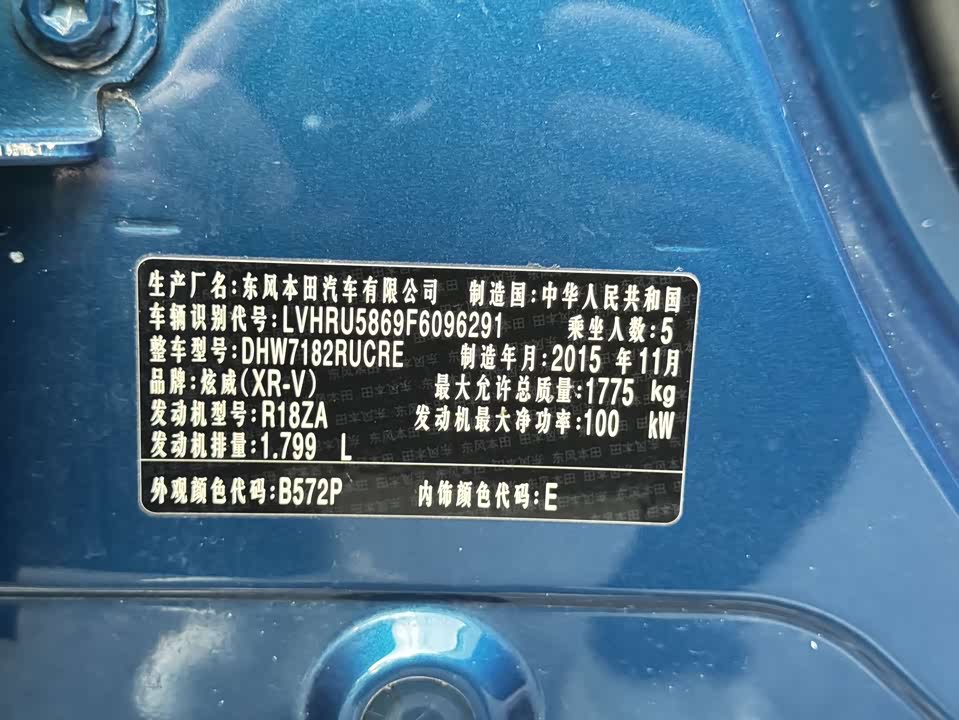 生产厂名:东风本田汽车有限公司 制造国:中华人民共和国
车辆识别代号:LVHRU5869F6096291 乘坐人数:5
整车型号:DHW7182RUCRE 制造年月:2015 年 11月
品牌:炫威(XR-V) 最大允许总质量:1775 kg
发动机型号:R18ZA 发动机最大净功率:100 kW
发动机排量:1.799 L
外观颜色代码:B572P 内饰颜色代码:E